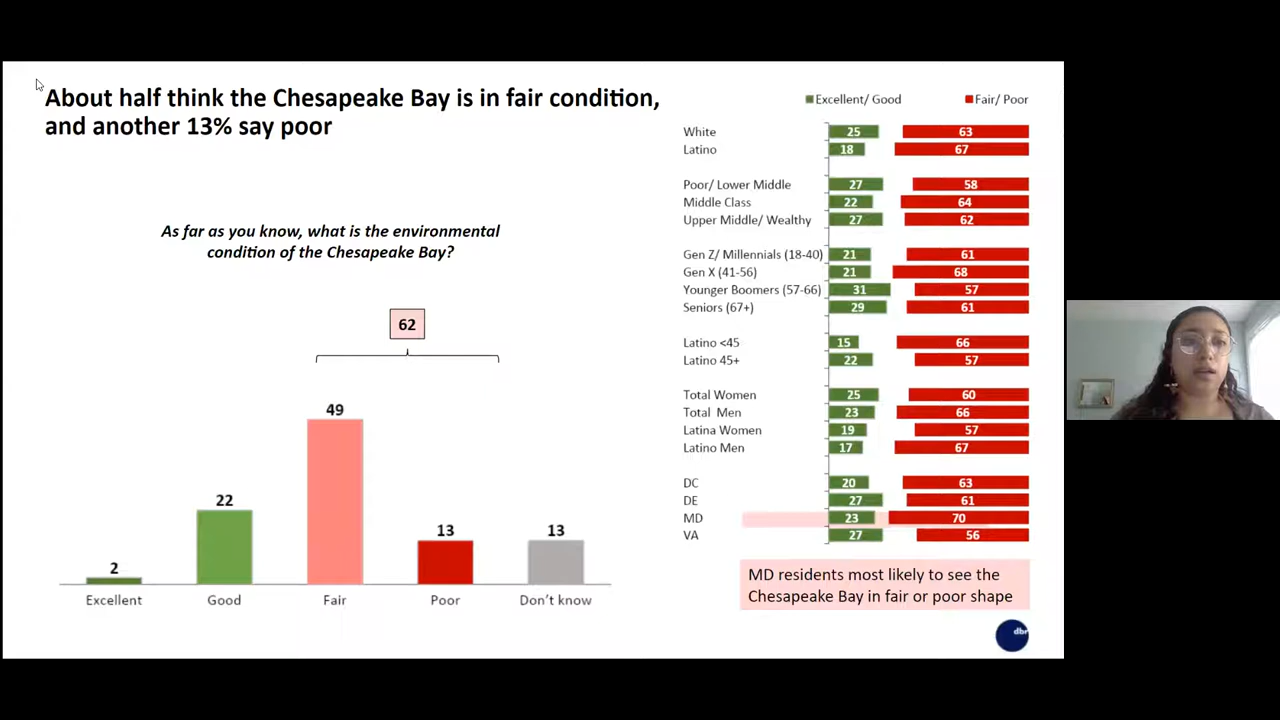 About half think the Chesapeake Bay is in fair condition,
and another 13% say poor
As far as you know, what is the environmental
condition of the Chesapeake Bay?
62
2
22
49
13
13
Excellent
Good
Fair
Poor
Don't know
Excellent/ Good
Fair/ Poor
White 25 63
Latino 18 67
Poor/ Lower Middle 27 58
Middle Class 22 64
Upper Middle/ Wealthy 27 62
Gen Z/ Millennials (18-40) 21 61
Gen X (41-56) 21 68
Younger Boomers (57-66) 31 57
Seniors (67+) 29 61
Latino <45 15 66
Latino 45+ 22 57
Total Women 25 60
Total Men 23 66
Latina Women 19 57
Latino Men 17 67
DC 20 63
DE 27 61
MD 23 70
VA 27 56
MD residents most likely to see the
Chesapeake Bay in fair or poor shape
dbr